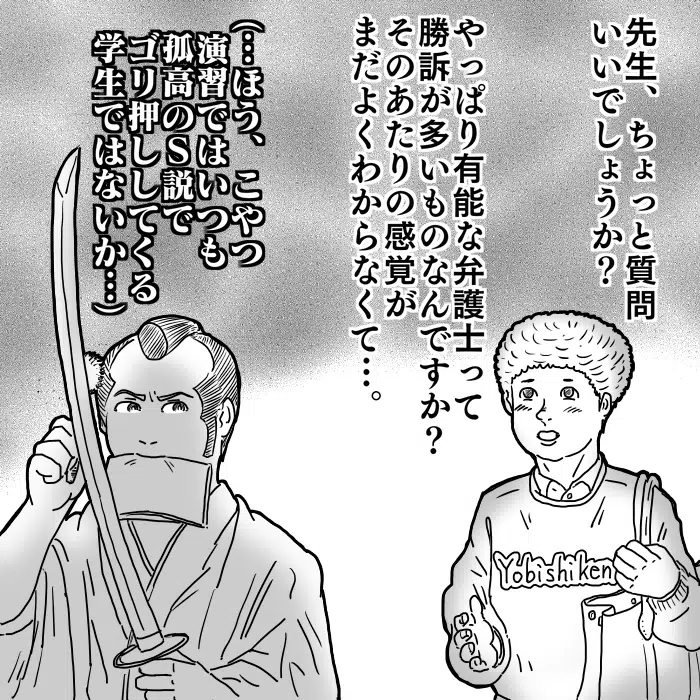 先生、ちょっと質問
いいでしょうか？
やっぱり有能な弁護士って
勝訴が多いものなんですか？
そのあたりの感覚が
まだよくわからなくて…。
（…ほう、こやつ
演習ではいつも
孤高のS説で
ゴリ押ししてくる
学生ではないか…）
Yobishiken